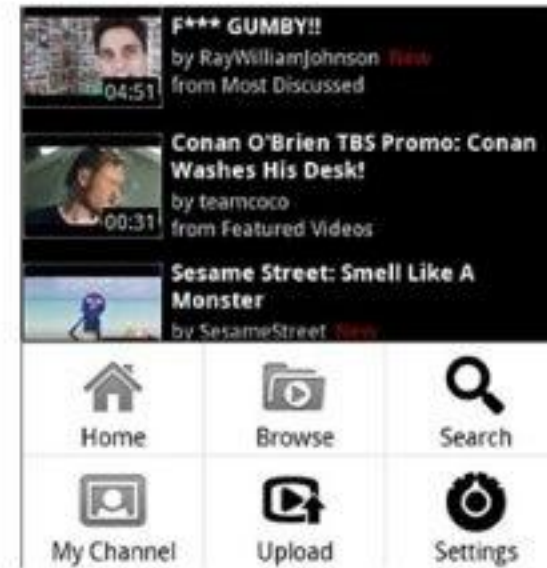 F*** GUMBY!!
by RayWilliamJohnson New
from Most Discussed
04:51
Conan O'Brien TBS Promo: Conan
Washes His Desk!
by teamcoco
from Featured Videos
00:31
Sesame Street: Smell Like A
Monster
by SesameStreet New
Home Browse Search
My Channel Upload Settings